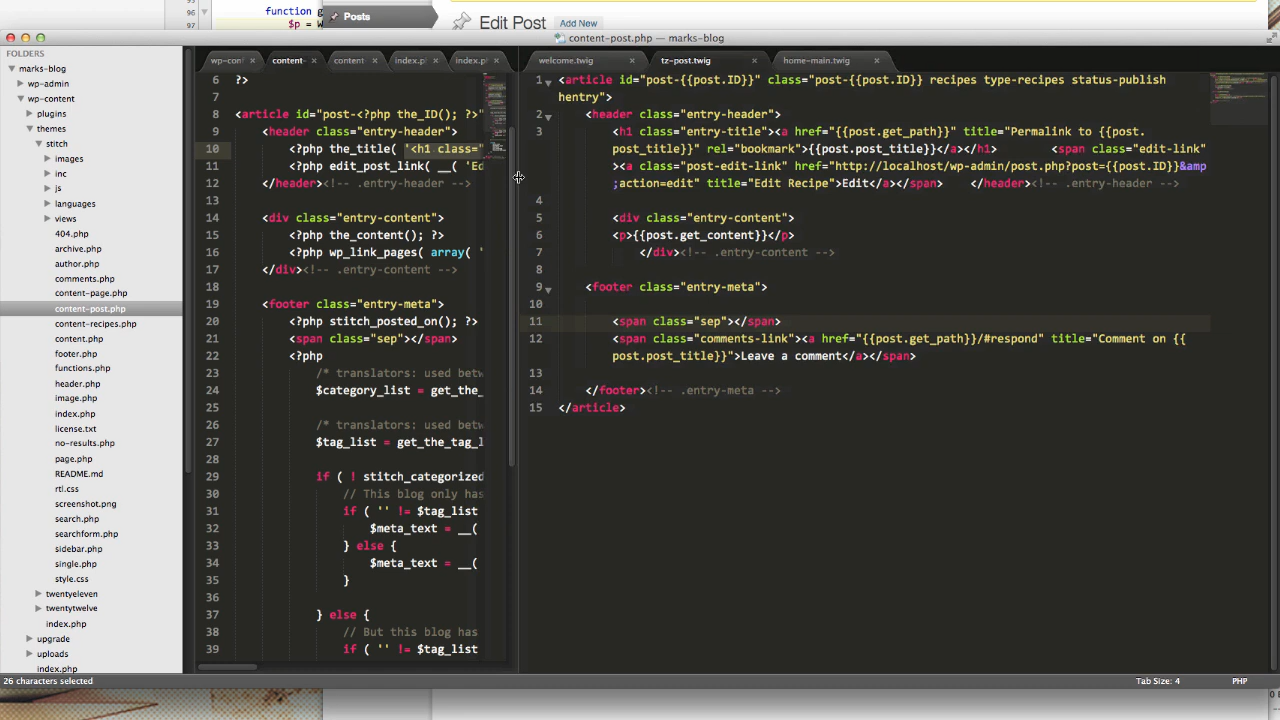 95
96 function g
97 $p = W
Posts
Edit Post Add New
content-post.php — marks-blog
FOLDERS
marks-blog
wp-admin
wp-content
plugins
themes
stitch
images
inc
js
languages
views
404.php
archive.php
author.php
comments.php
content-page.php
content-post.php
content-recipes.php
content.php
footer.php
functions.php
header.php
image.php
index.php
license.txt
no-results.php
page.php
README.md
rtl.css
screenshot.png
search.php
searchform.php
sidebar.php
single.php
style.css
twentyeleven
twentytwelve
index.php
upgrade
uploads
index.php
wp-conf × content- × content × index.p × index.p ×
6 ?>
7
8 <article id="post-<?php the_ID(); ?>"
9 <header class="entry-header">
10 <?php the_title( '<h1 class="
11 <?php edit_post_link( __( 'Ed
12 </header><!-- .entry-header -->
13
14 <div class="entry-content">
15 <?php the_content(); ?>
16 <?php wp_link_pages( array( '
17 </div><!-- .entry-content -->
18
19 <footer class="entry-meta">
20 <?php stitch_posted_on(); ?>
21 <span class="sep"></span>
22 <?php
23 /* translators: used betw
24 $category_list = get_the_
25
26 /* translators: used betw
27 $tag_list = get_the_tag_l
28
29 if ( ! stitch_categorized
30 // This blog only has
31 if ( '' != $tag_list
32 $meta_text = __(
33 } else {
34 $meta_text = __(
35 }
36
37 } else {
38 // But this blog has
39 if ( '' != $tag_list
welcome.twig × tz-post.twig × home-main.twig ×
1 <article id="post-{{post.ID}}" class="post-{{post.ID}} recipes type-recipes status-publish
hentry">
2 <header class="entry-header">
3 <h1 class="entry-title"><a href="{{post.get_path}}" title="Permalink to {{post.
post_title}}" rel="bookmark">{{post.post_title}}</a></h1> <span class="edit-link"
><a class="post-edit-link" href="http://localhost/wp-admin/post.php?post={{post.ID}}&amp
;action=edit" title="Edit Recipe">Edit</a></span> </header><!-- .entry-header -->
4
5 <div class="entry-content">
6 <p>{{post.get_content}}</p>
7 </div><!-- .entry-content -->
8
9 <footer class="entry-meta">
10
11 <span class="sep"></span>
12 <span class="comments-link"><a href="{{post.get_path}}/#respond" title="Comment on {{
post.post_title}}">Leave a comment</a></span>
13
14 </footer><!-- .entry-meta -->
15 </article>
26 characters selected
Tab Size: 4 PHP